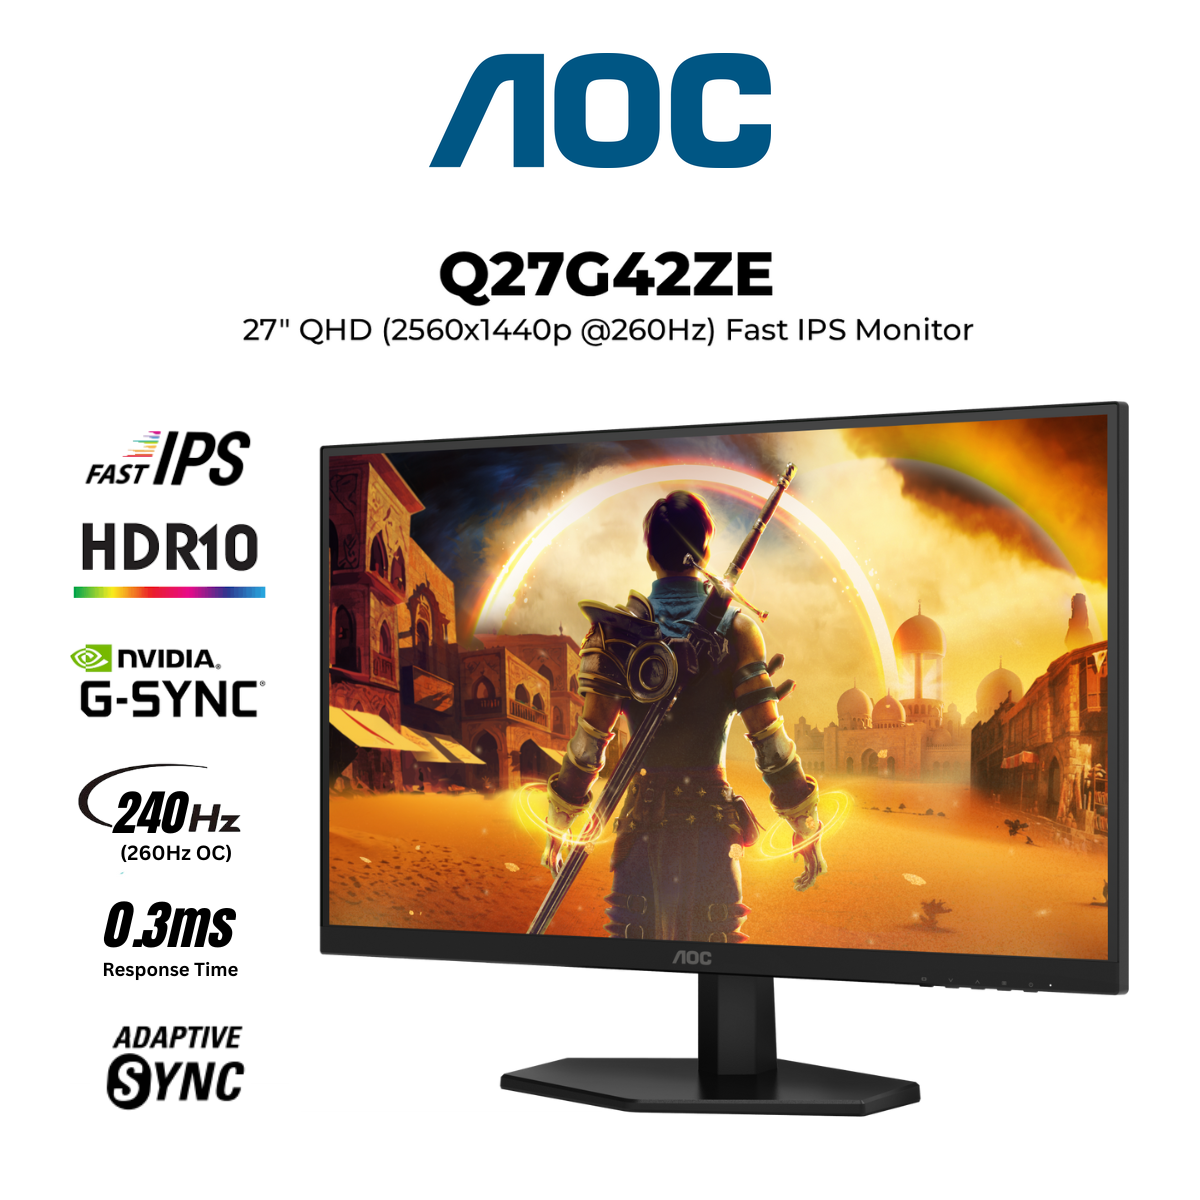 AOC
Q27G42ZE
27" QHD (2560x1440p @260Hz) Fast IPS Monitor
FAST IPS
HDR10
NVIDIA.
G-SYNC®
240Hz
(260Hz OC)
0.3ms
Response Time
ADAPTIVE
SYNC
AOC